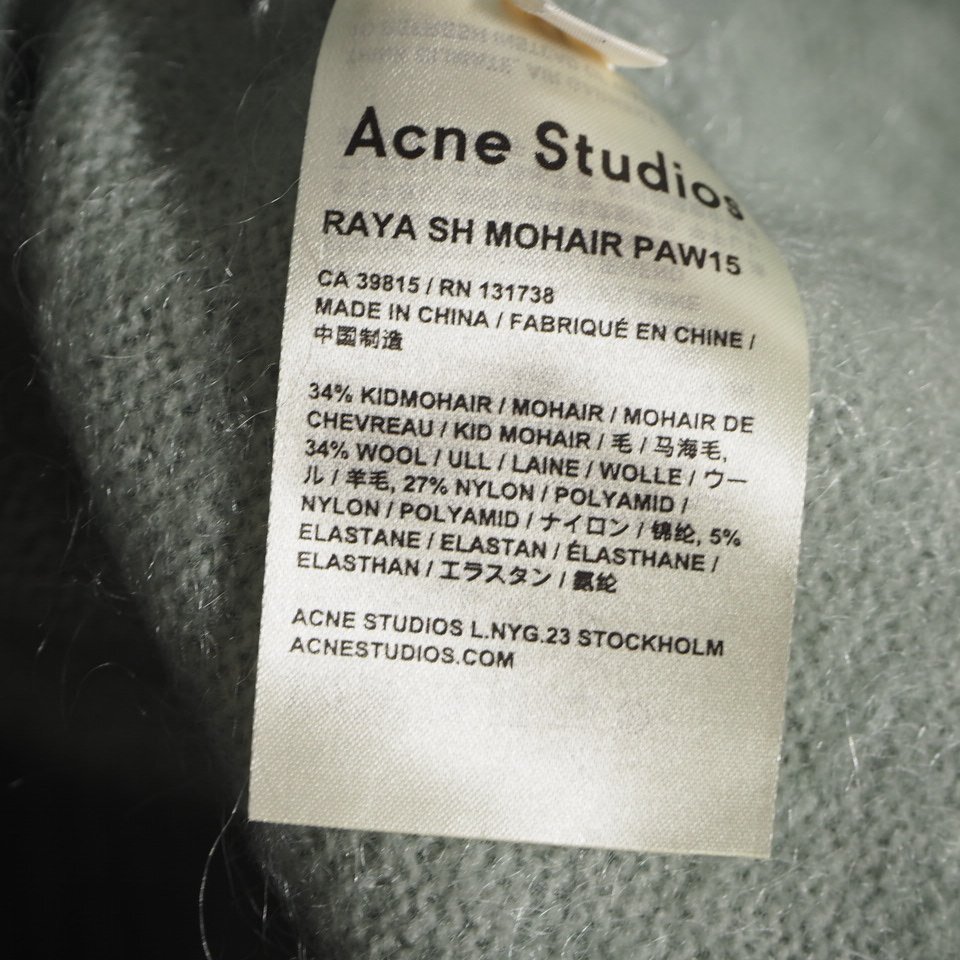 Acne Studios
RAYA SH MOHAIR PAW15
CA 39815 / RN 131738
MADE IN CHINA / FABRIQUÉ EN CHINE /
中国制造
34% KIDMOHAIR / MOHAIR / MOHAIR DE
CHEVREAU / KID MOHAIR / 毛 / 马海毛,
34% WOOL / ULL / LAINE / WOLLE / ウー
ル / 羊毛, 27% NYLON / POLYAMID /
NYLON / POLYAMID / ナイロン / 锦纶, 5%
ELASTANE / ELASTAN / ÉLASTHANE /
ELASTHAN / エラスタン / 氨纶
ACNE STUDIOS L.NYG.23 STOCKHOLM
ACNESTUDIOS.COM